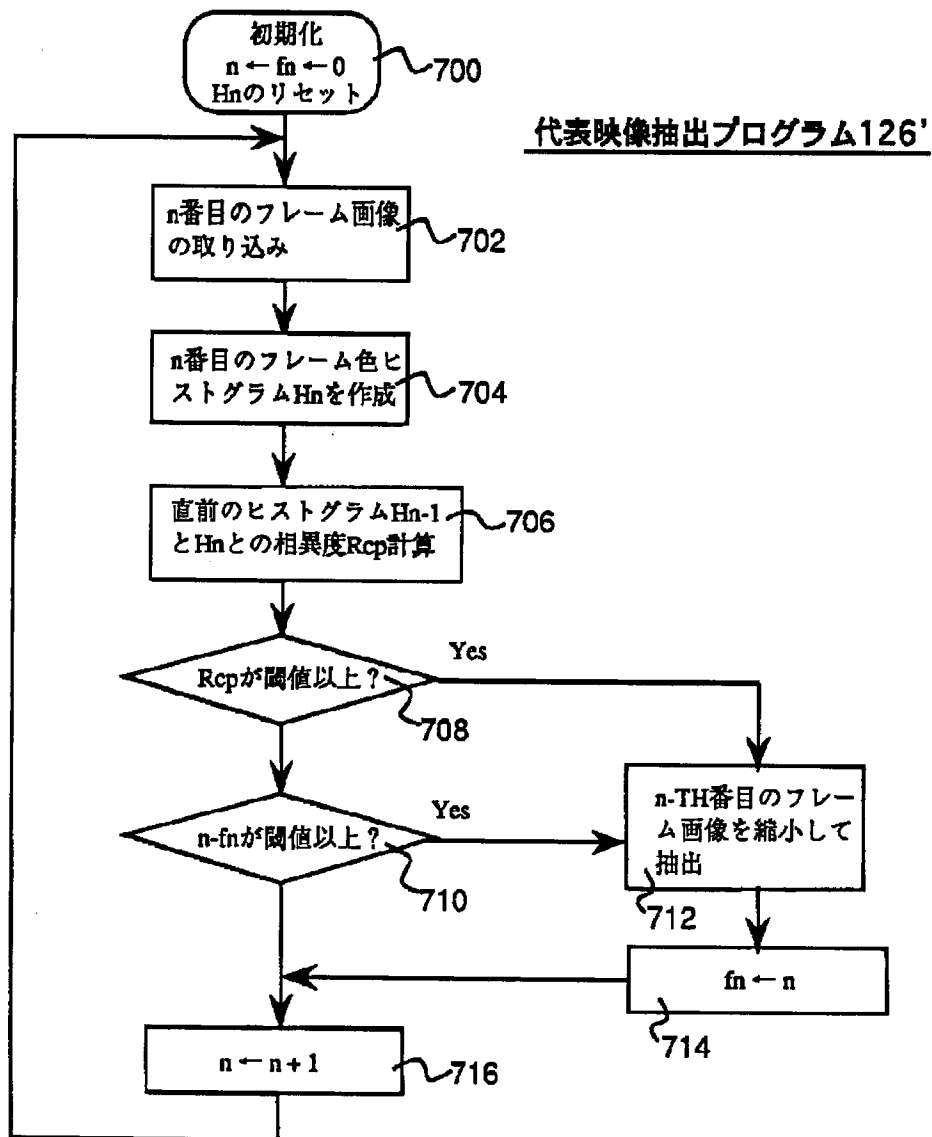 初期化
n ← fn ← 0
Hnのリセット
700
代表映像抽出プログラム126'
n番目のフレーム画像
の取り込み
702
n番目のフレーム色ヒ
ストグラムHnを作成
704
直前のヒストグラムHn-1
とHnとの相異度Rcp計算
706
Rcpが閾値以上？
Yes
708
n-fnが閾値以上？
Yes
710
n-TH番目のフレー
ム画像を縮小して
抽出
712
fn ← n
714
n ← n + 1
716